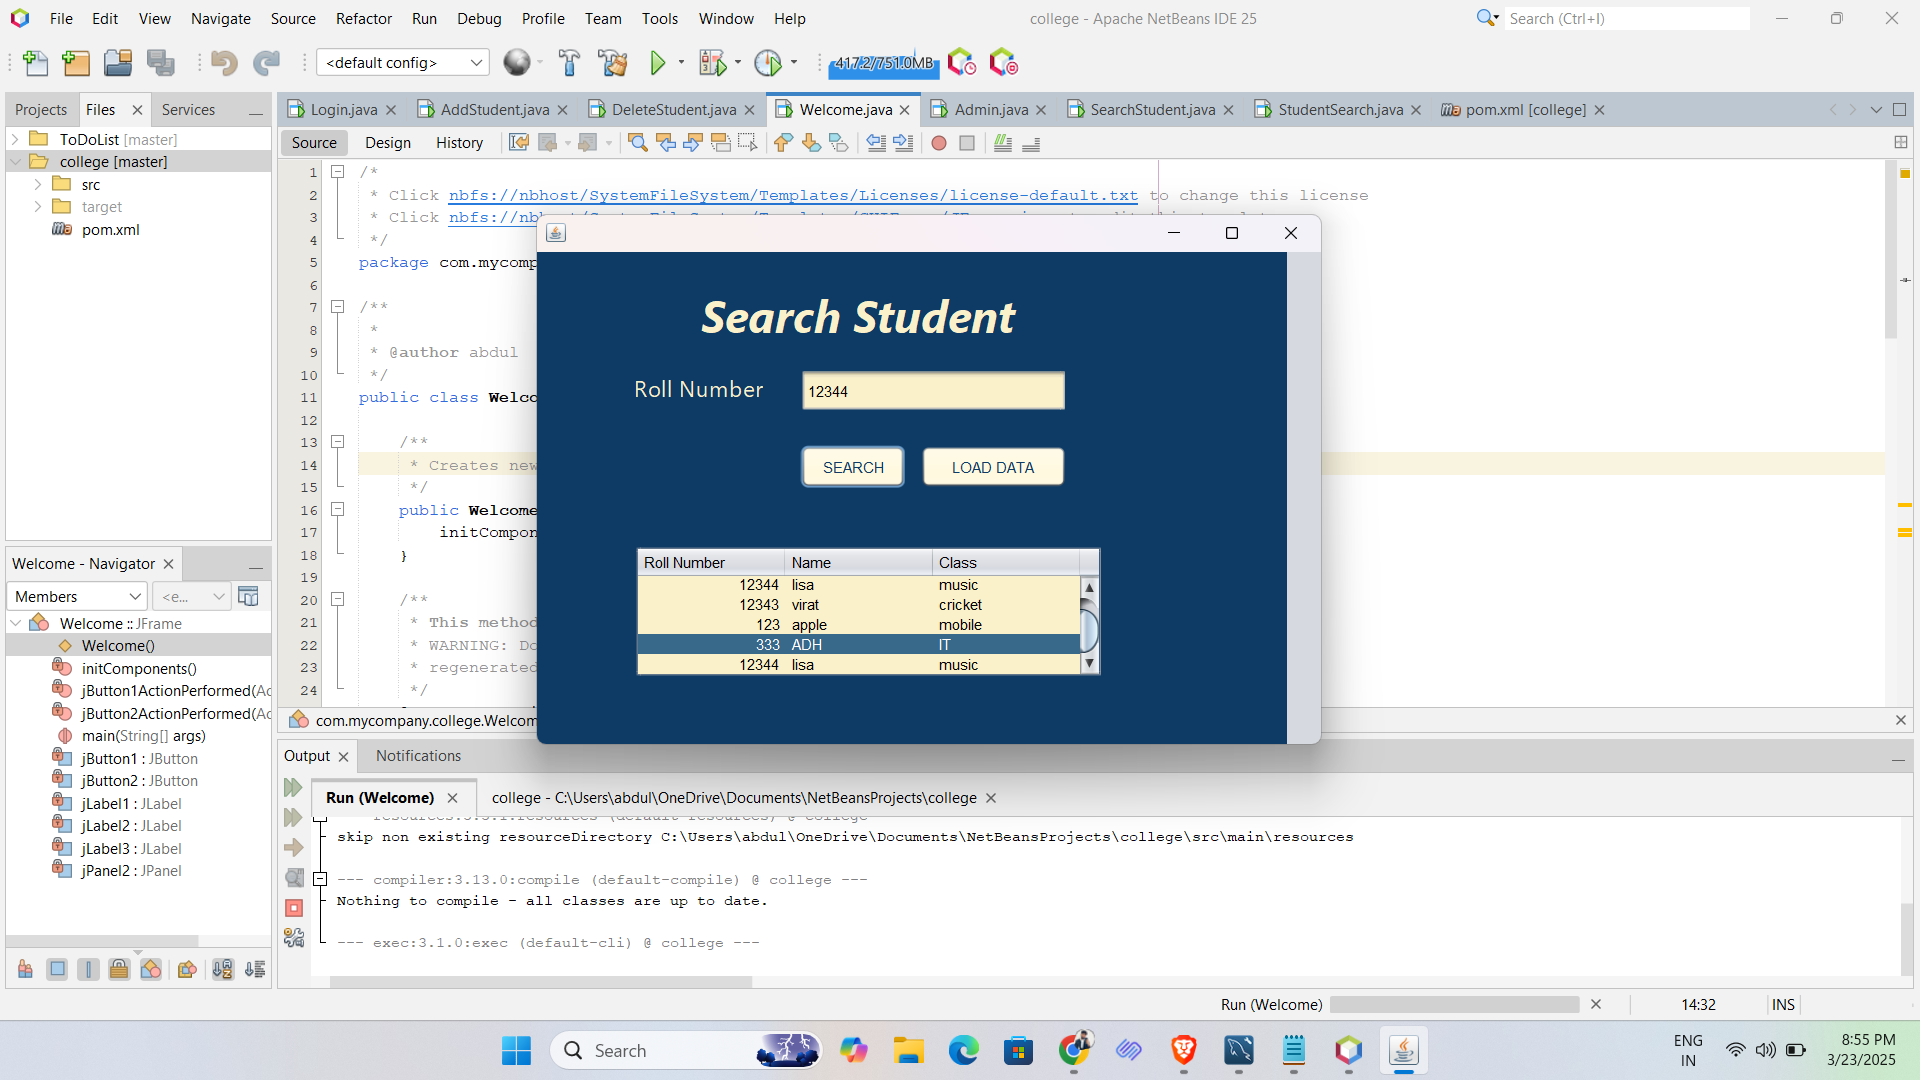 File Edit View Navigate Source Refactor Run Debug Profile Team Tools Window Help
college - Apache NetBeans IDE 25
Search (Ctrl+I)
<default config>
417.2/751.0MB
Projects Files Services
Login.java AddStudent.java DeleteStudent.java Welcome.java Admin.java SearchStudent.java StudentSearch.java pom.xml [college]
ToDoList [master]
college [master]
src
target
pom.xml
Source Design History
1 /*
2 * Click nbfs://nbhost/SystemFileSystem/Templates/Licenses/license-default.txt to change this license
3 * Click
4 */
5 package com.mycomp
6
7 /**
8 *
9 * @author abdul
10 */
11 public class Welco
12
13 /**
14 * Creates new
15 */
16 public Welcome
17 initCompon
18 }
19
20 /**
21 * This method
22 * WARNING: Do
23 * regenerated
24 */
com.mycompany.college.Welcom
Search Student
Roll Number 12344
SEARCH LOAD DATA
Roll Number Name Class
12344 lisa music
12343 virat cricket
123 apple mobile
333 ADH IT
12344 lisa music
Welcome - Navigator
Members <e...
Welcome :: JFrame
Welcome()
initComponents()
jButton1ActionPerformed(Ac
jButton2ActionPerformed(Ac
main(String[] args)
jButton1 : JButton
jButton2 : JButton
jLabel1 : JLabel
jLabel2 : JLabel
jLabel3 : JLabel
jPanel2 : JPanel
Output Notifications
Run (Welcome) college - C:\Users\abdul\OneDrive\Documents\NetBeansProjects\college
skip non existing resourceDirectory C:\Users\abdul\OneDrive\Documents\NetBeansProjects\college\src\main\resources
--- compiler:3.13.0:compile (default-compile) @ college ---
Nothing to compile - all classes are up to date.
--- exec:3.1.0:exec (default-cli) @ college ---
Run (Welcome)
14:32 INS
Search
ENG
IN
8:55 PM
3/23/2025